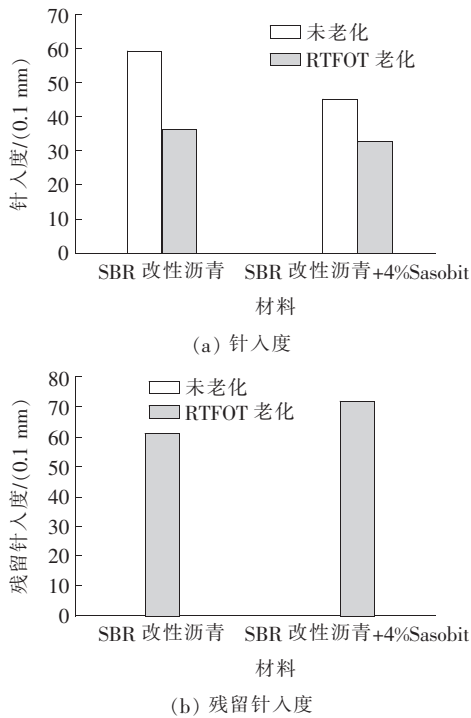 70
60
50
40
30
20
10
0
针入度/(0.1 mm)
未老化
RTFOT 老化
SBR 改性沥青
SBR 改性沥青+4%Sasobit
材料
(a) 针入度
80
70
60
50
40
30
20
10
0
残留针入度/(0.1 mm)
未老化
RTFOT 老化
SBR 改性沥青
SBR 改性沥青+4%Sasobit
材料
(b) 残留针入度